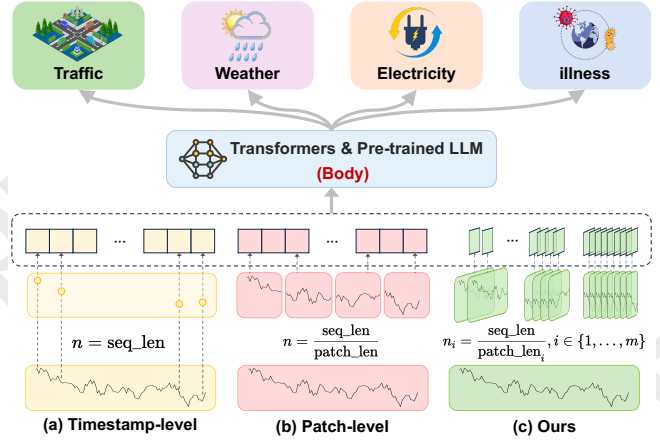 Traffic
Weather
Electricity
illness
Transformers & Pre-trained LLM
(Body)
...
...
...
n = seq_len
n = seq_len / patch_len
n_i = seq_len / patch_len_i, i ∈ {1, . . . , m}
(a) Timestamp-level
(b) Patch-level
(c) Ours